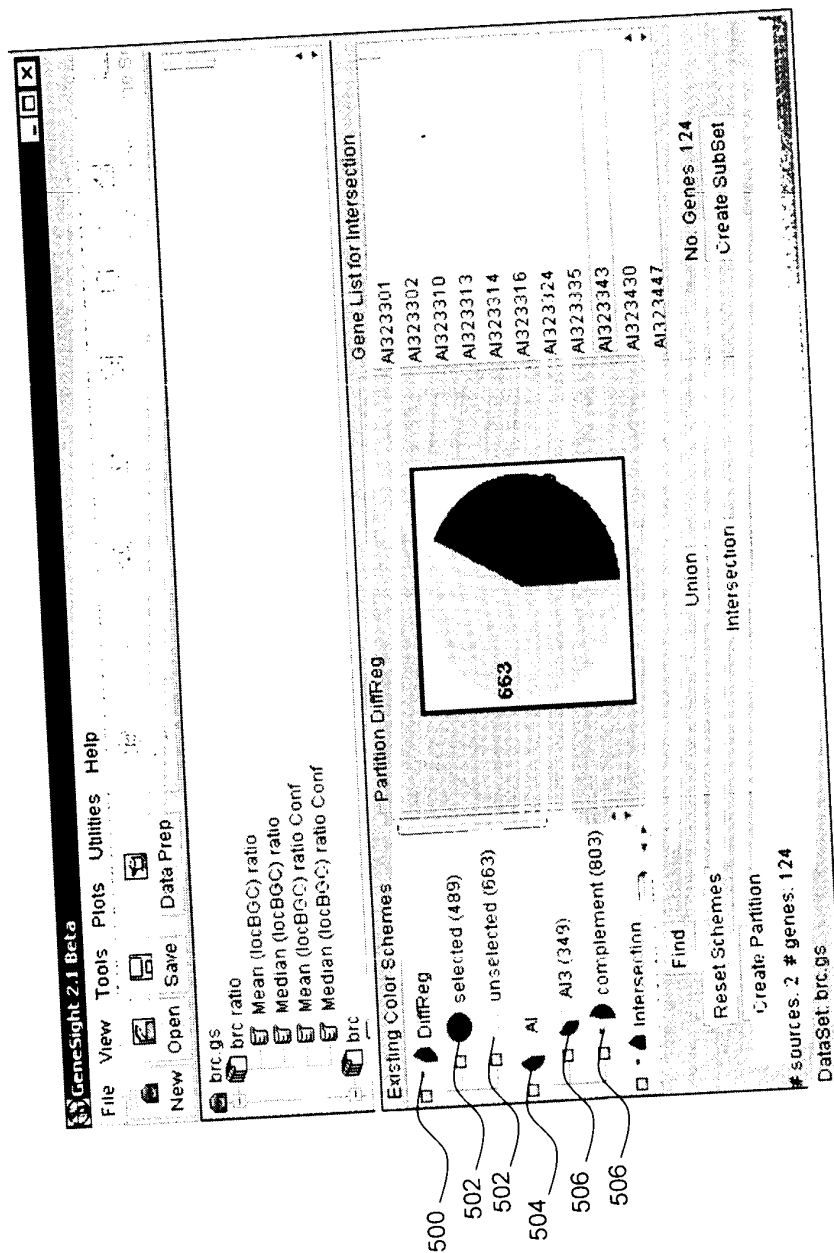 GeneSight 2.1 Beta
File View Tools Plots Utilities Help
New Open Save Data Prep
brc.gs
brc ratio
Mean (locBGC) ratio
Median (locBGC) ratio
Mean (locBGC) ratio Conf
Median (locBGC) ratio Conf
brc
Existing Color Schemes
DiffReg
selected (489)
unselected (663)
AI
AI3 (349)
complement (803)
Intersection
Partition DiffReg
663
Gene List for Intersection
AI323301
AI323302
AI323310
AI323313
AI323314
AI323316
AI323324
AI323335
AI323343
AI323430
AI323447
Find
Union
No. Genes 124
Reset Schemes
Intersection
Create SubSet
Create Partition
# sources. 2 # genes. 124
DataSet: brc.gs
500
502
502
504
506
506